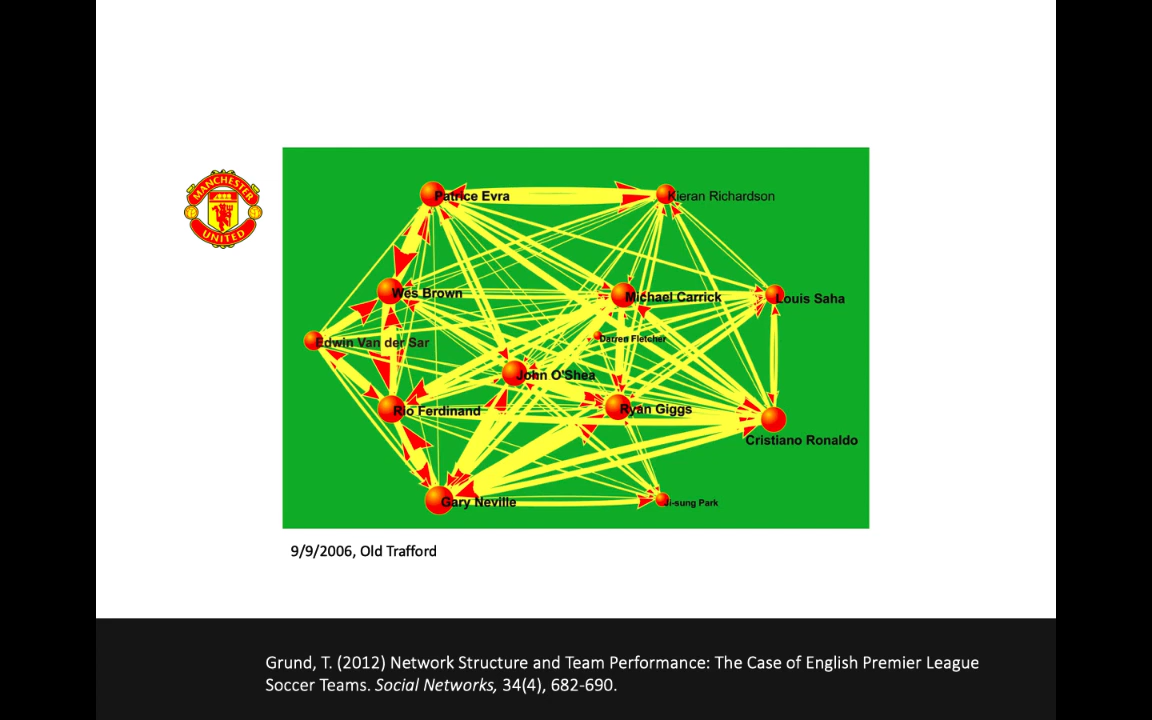 MANCHESTER
UNITED
Patrice Evra
Kieran Richardson
Wes Brown
Michael Carrick
Louis Saha
Edwin Van der Sar
Darren Fletcher
John O'Shea
Rio Ferdinand
Ryan Giggs
Cristiano Ronaldo
Gary Neville
Ji-sung Park
9/9/2006, Old Trafford
Grund, T. (2012) Network Structure and Team Performance: The Case of English Premier League
Soccer Teams. Social Networks, 34(4), 682-690.